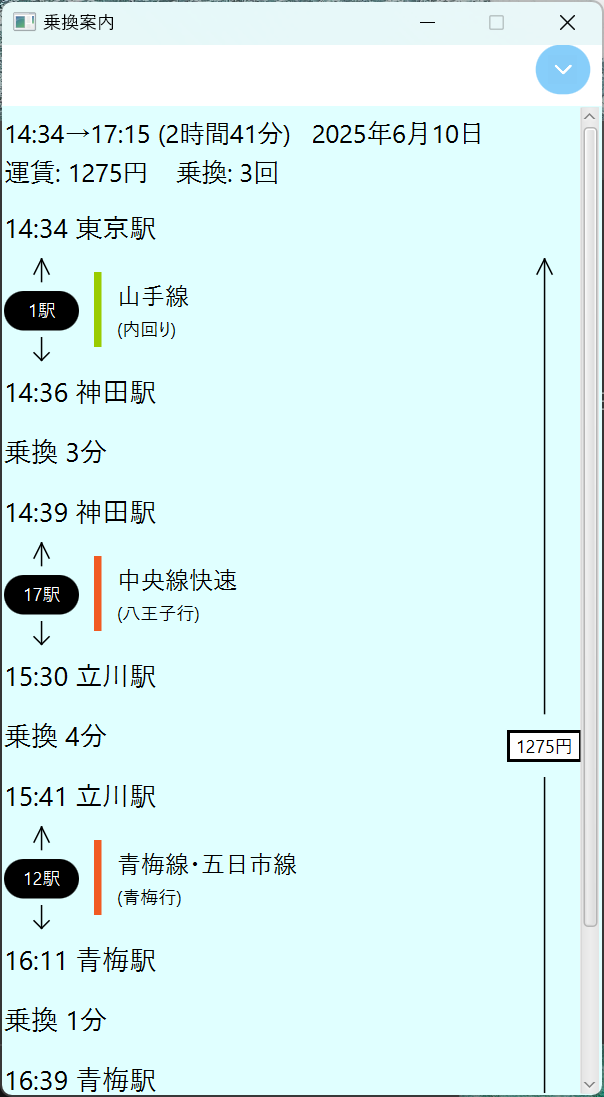 乗換案内
14:34→17:15 (2時間41分) 2025年6月10日
運賃: 1275円 乗換: 3回
14:34 東京駅
1駅
山手線
(内回り)
14:36 神田駅
乗換 3分
14:39 神田駅
17駅
中央線快速
(八王子行)
15:30 立川駅
乗換 4分
1275円
15:41 立川駅
12駅
青梅線･五日市線
(青梅行)
16:11 青梅駅
乗換 1分
16:39 青梅駅